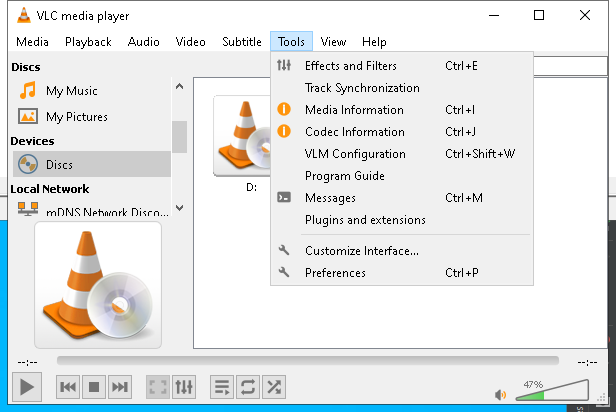 VLC media player
Media Playback Audio Video Subtitle Tools View Help
Discs
My Music
My Pictures
Devices
Discs
Local Network
mDNS Network Disco...
D:
Effects and Filters Ctrl+E
Track Synchronization
Media Information Ctrl+I
Codec Information Ctrl+J
VLM Configuration Ctrl+Shift+W
Program Guide
Messages Ctrl+M
Plugins and extensions
Customize Interface...
Preferences Ctrl+P
--:-- --:--
47%